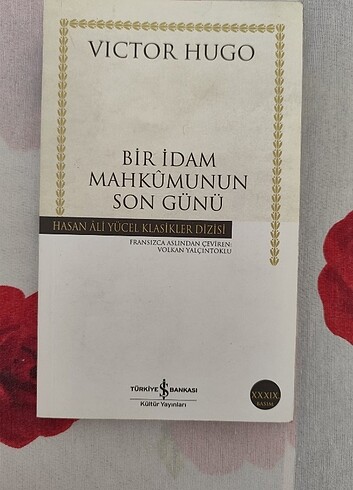 VICTOR HUGO
BİR İDAM
MAHKÛMUNUN
SON GÜNÜ
HASAN ÂLİ YÜCEL KLASİKLER DİZİSİ
FRANSIZCA ASLINDAN ÇEVİREN:
VOLKAN YALÇINTOKLU
TÜRKİYE İŞ BANKASI
Kültür Yayınları
XXXIX
BASIM